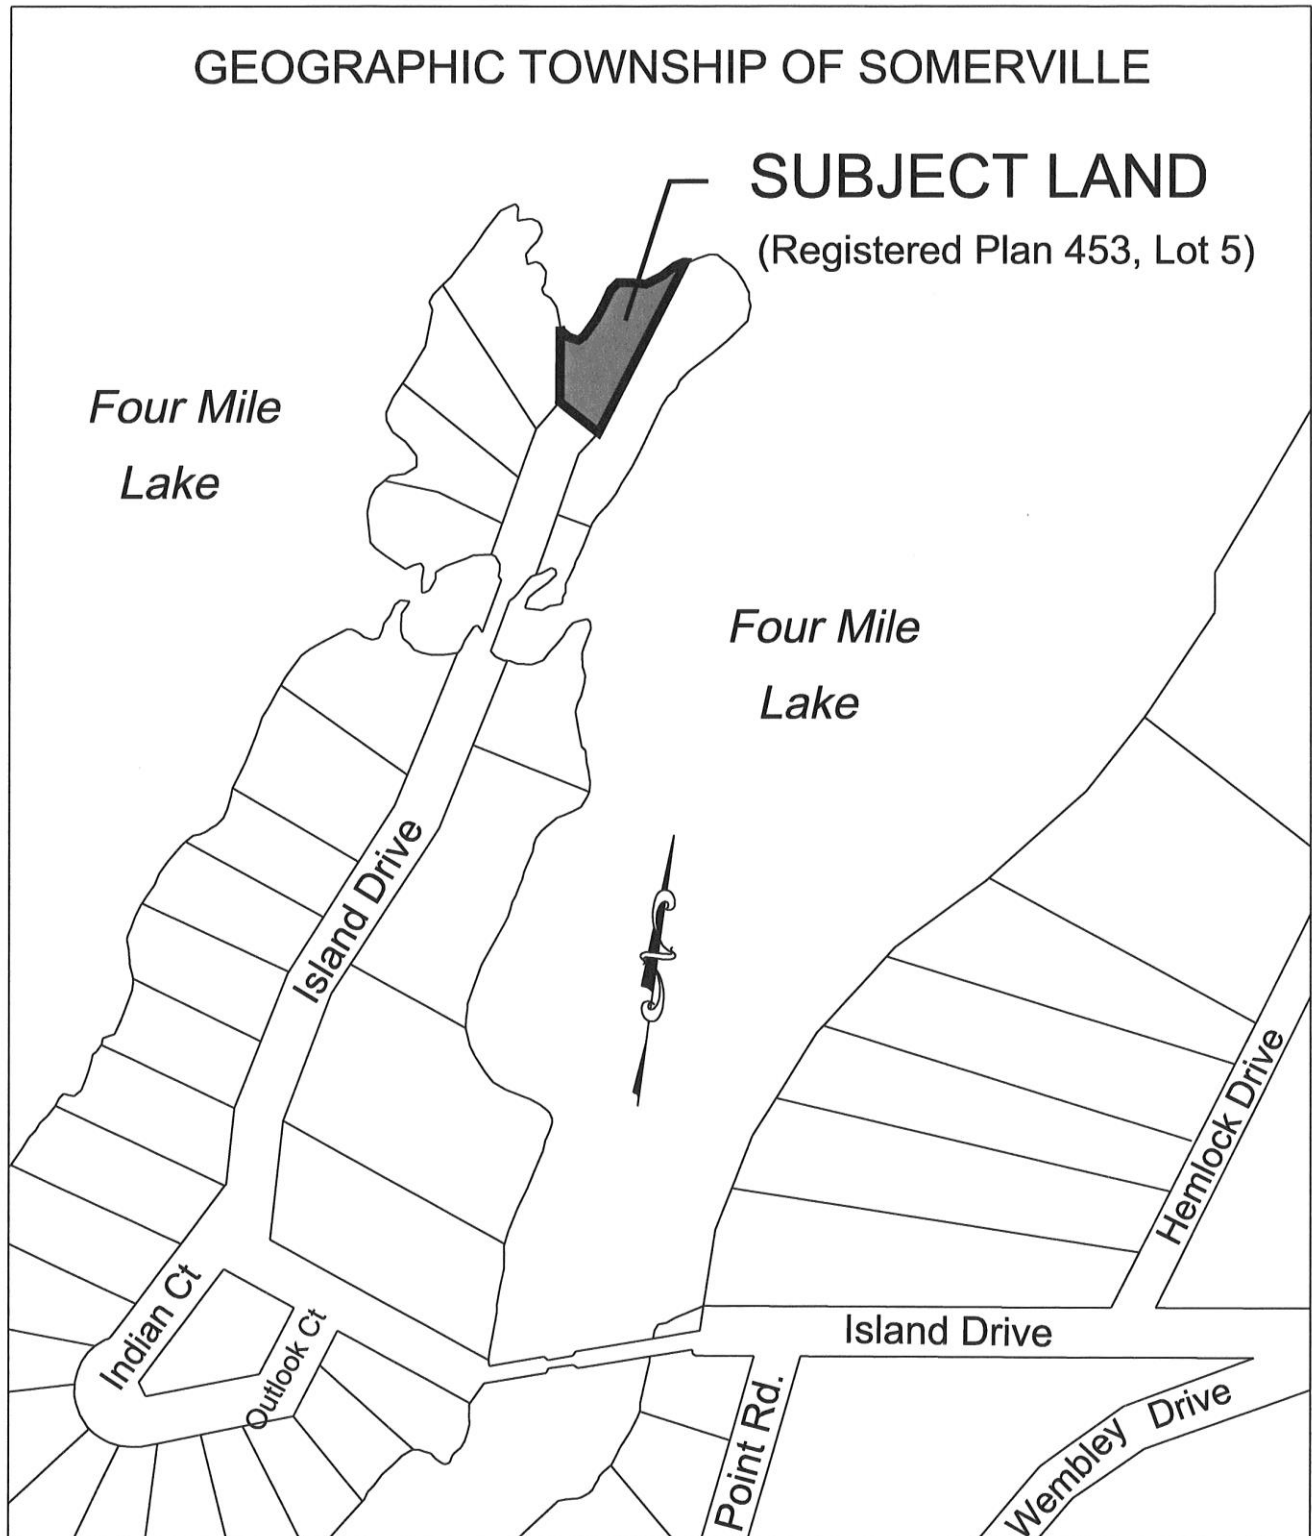 GEOGRAPHIC TOWNSHIP OF SOMERVILLE
SUBJECT LAND
(Registered Plan 453, Lot 5)
Four Mile
Lake
Four Mile
Lake
Island Drive
Hemlock Drive
Indian Ct
Outlook Ct
Island Drive
Point Rd.
Wembley Drive